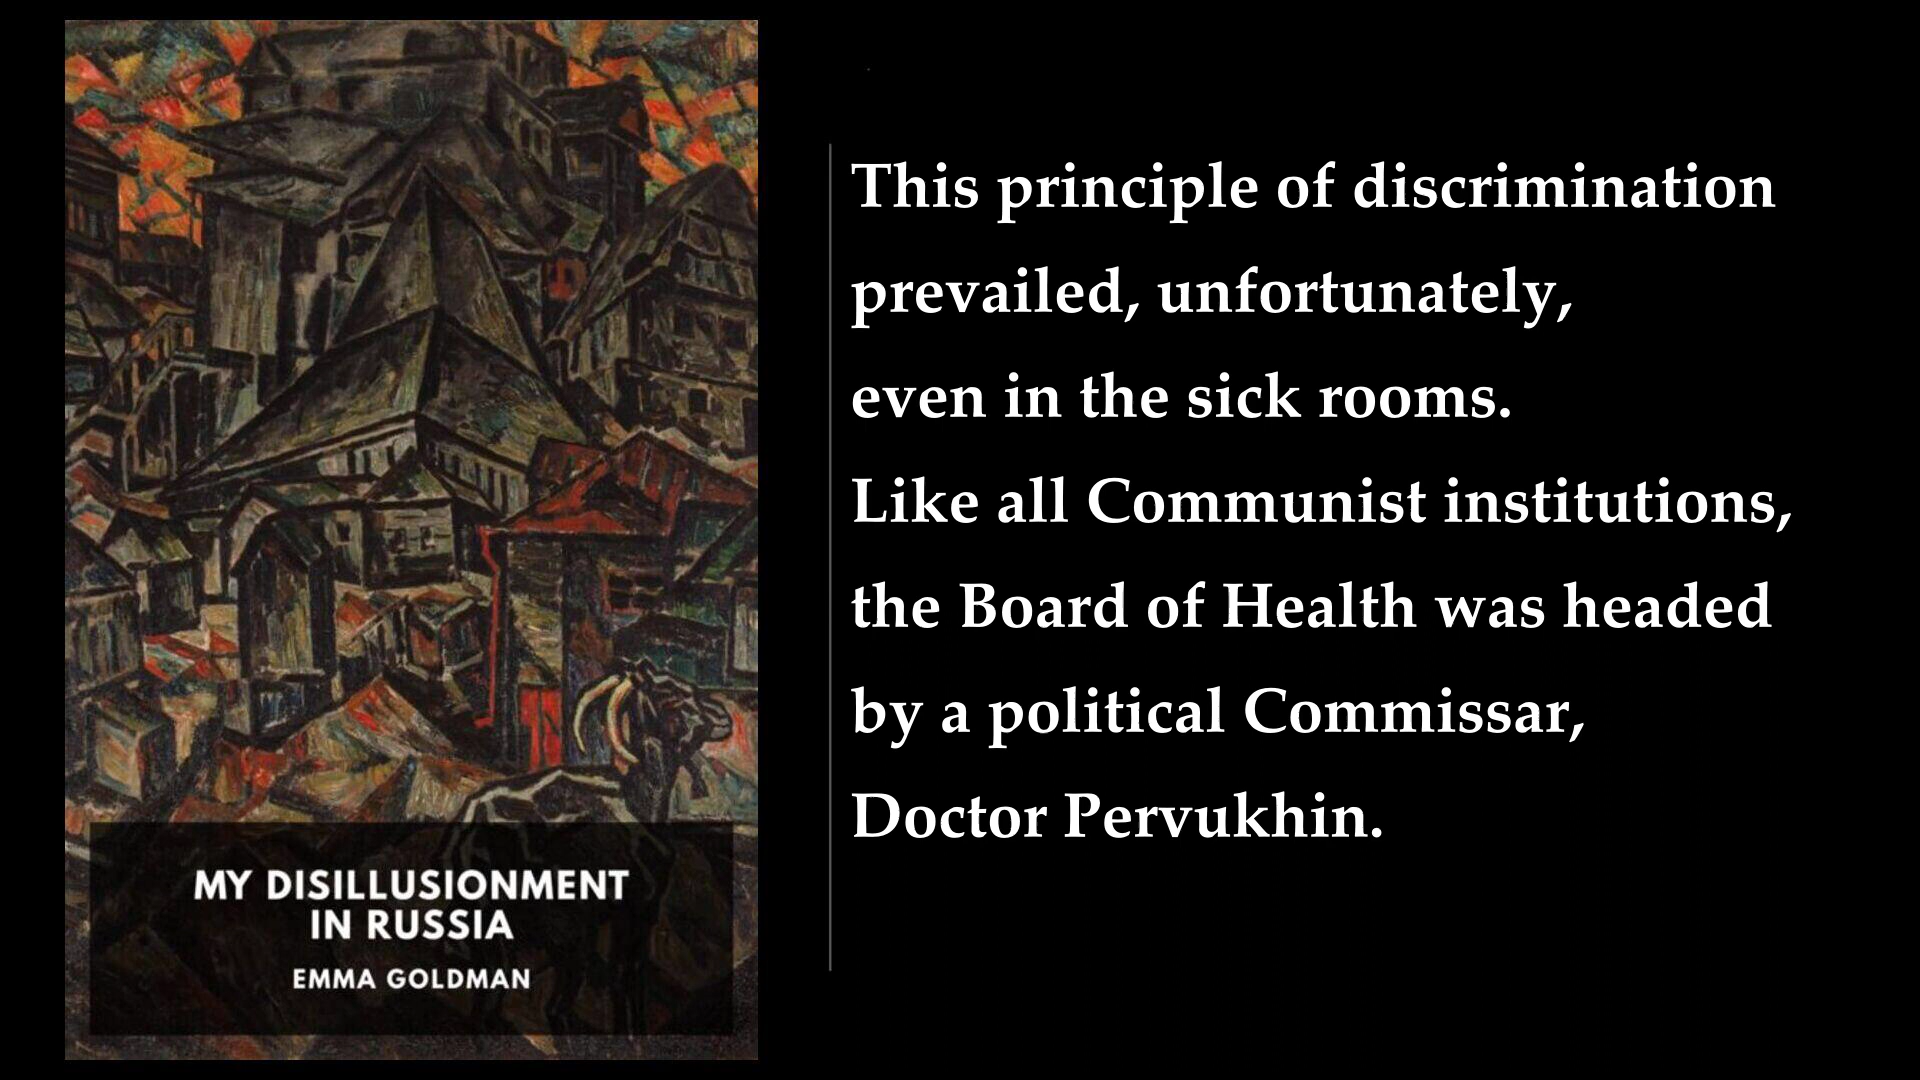 MY DISILLUSIONMENT
IN RUSSIA
EMMA GOLDMAN
This principle of discrimination
prevailed, unfortunately,
even in the sick rooms.
Like all Communist institutions,
the Board of Health was headed
by a political Commissar,
Doctor Pervukhin.